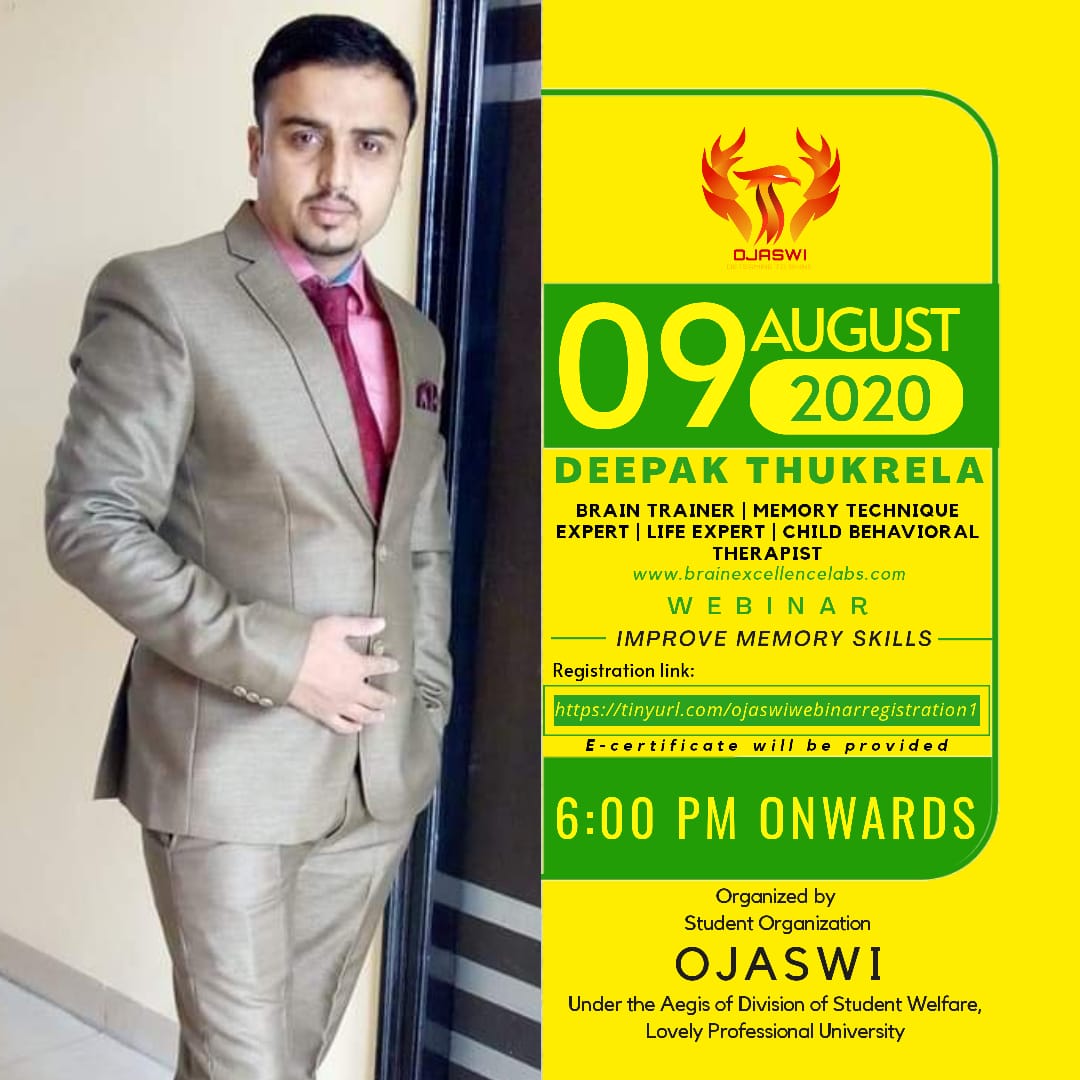 OJASWI
09
AUGUST
2020
DEEPAK THUKRELA
BRAIN TRAINER | MEMORY TECHNIQUE
EXPERT | LIFE EXPERT | CHILD BEHAVIORAL
THERAPIST
www.brainexcellencelabs.com
WEBINAR
IMPROVE MEMORY SKILLS
Registration link:
https://tinyurl.com/ojaswiwebinarregistration1
E-certificate will be provided
6:00 PM ONWARDS
Organized by
Student Organization
OJASWI
Under the Aegis of Division of Student Welfare,
Lovely Professional University